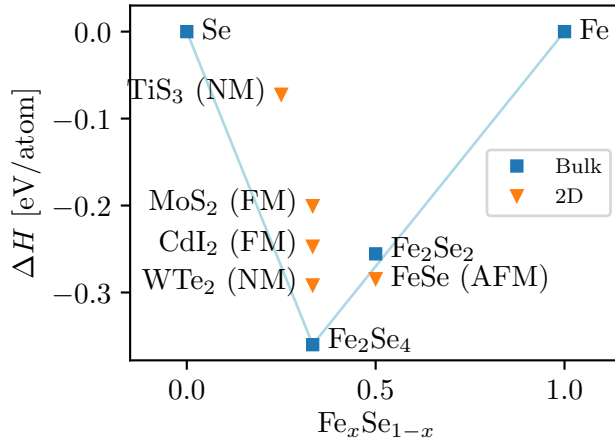 0.0
−0.1
−0.2
−0.3
ΔH [eV/atom]
Se
Fe
TiS₃ (NM)
MoS₂ (FM)
CdI₂ (FM)
WTe₂ (NM)
Fe₂Se₂
FeSe (AFM)
Fe₂Se₄
Bulk
2D
0.0
0.5
1.0
FeₓSe₁₋ₓ